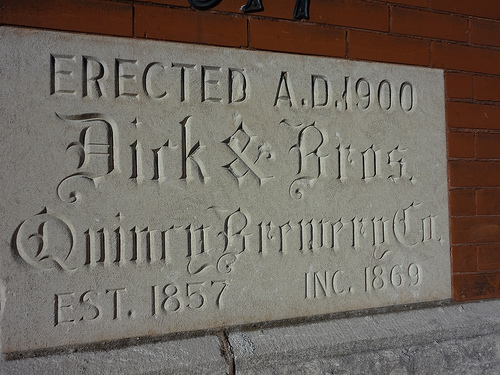 ERECTED A.D. 1900
Dick & Bros.
Quincy Brewery Co.
EST. 1857 INC. 1869